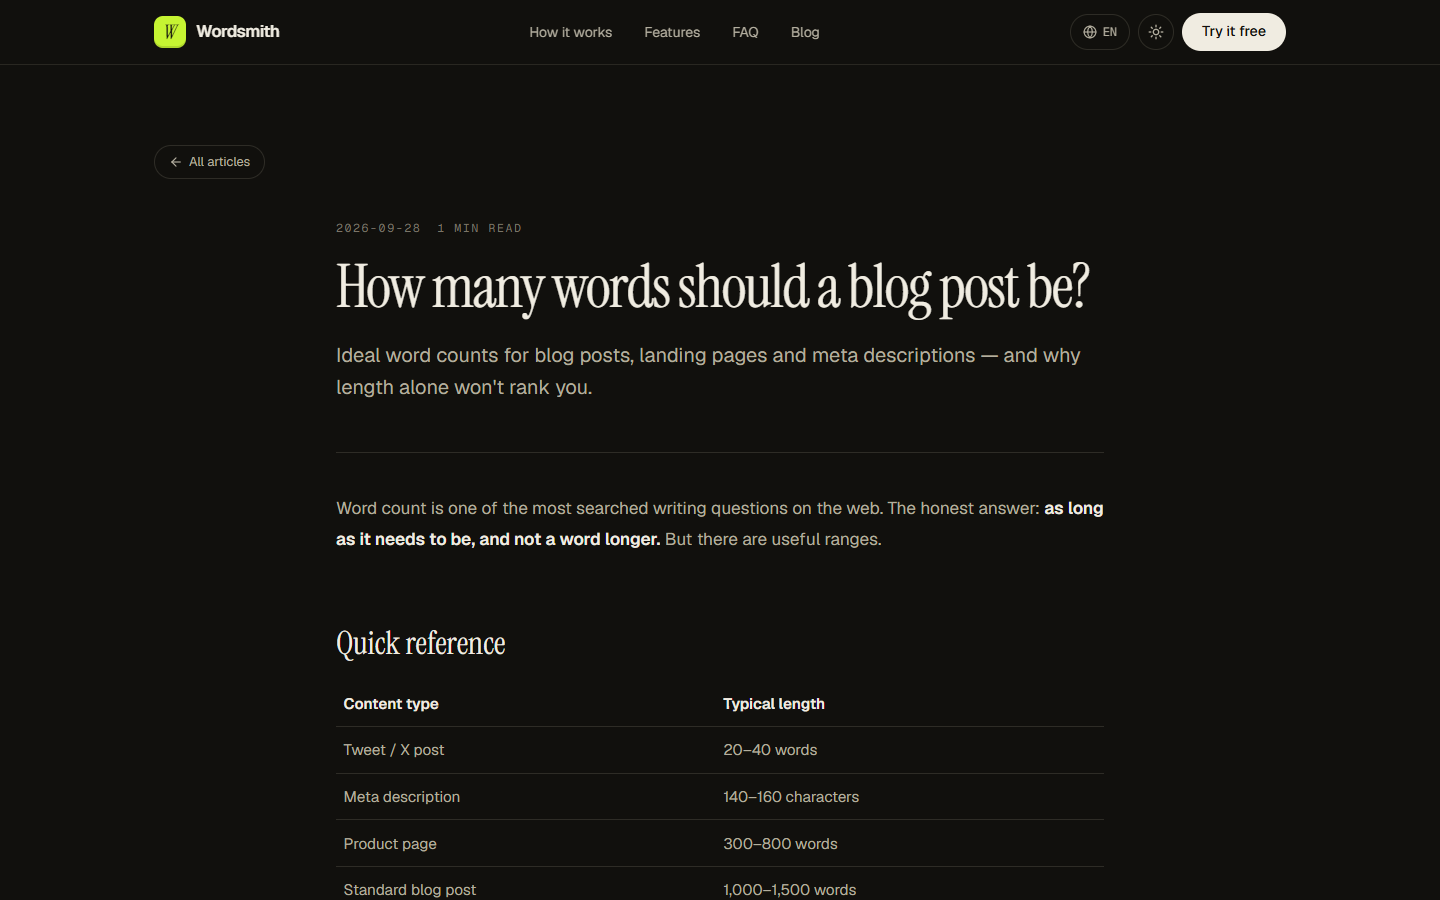 W Wordsmith
How it works Features FAQ Blog
EN
Try it free
All articles
2026-09-28 1 MIN READ
How many words should a blog post be?
Ideal word counts for blog posts, landing pages and meta descriptions — and why
length alone won't rank you.
Word count is one of the most searched writing questions on the web. The honest answer: as long
as it needs to be, and not a word longer. But there are useful ranges.
Quick reference
Content type Typical length
Tweet / X post 20–40 words
Meta description 140–160 characters
Product page 300–800 words
Standard blog post 1,000–1,500 words